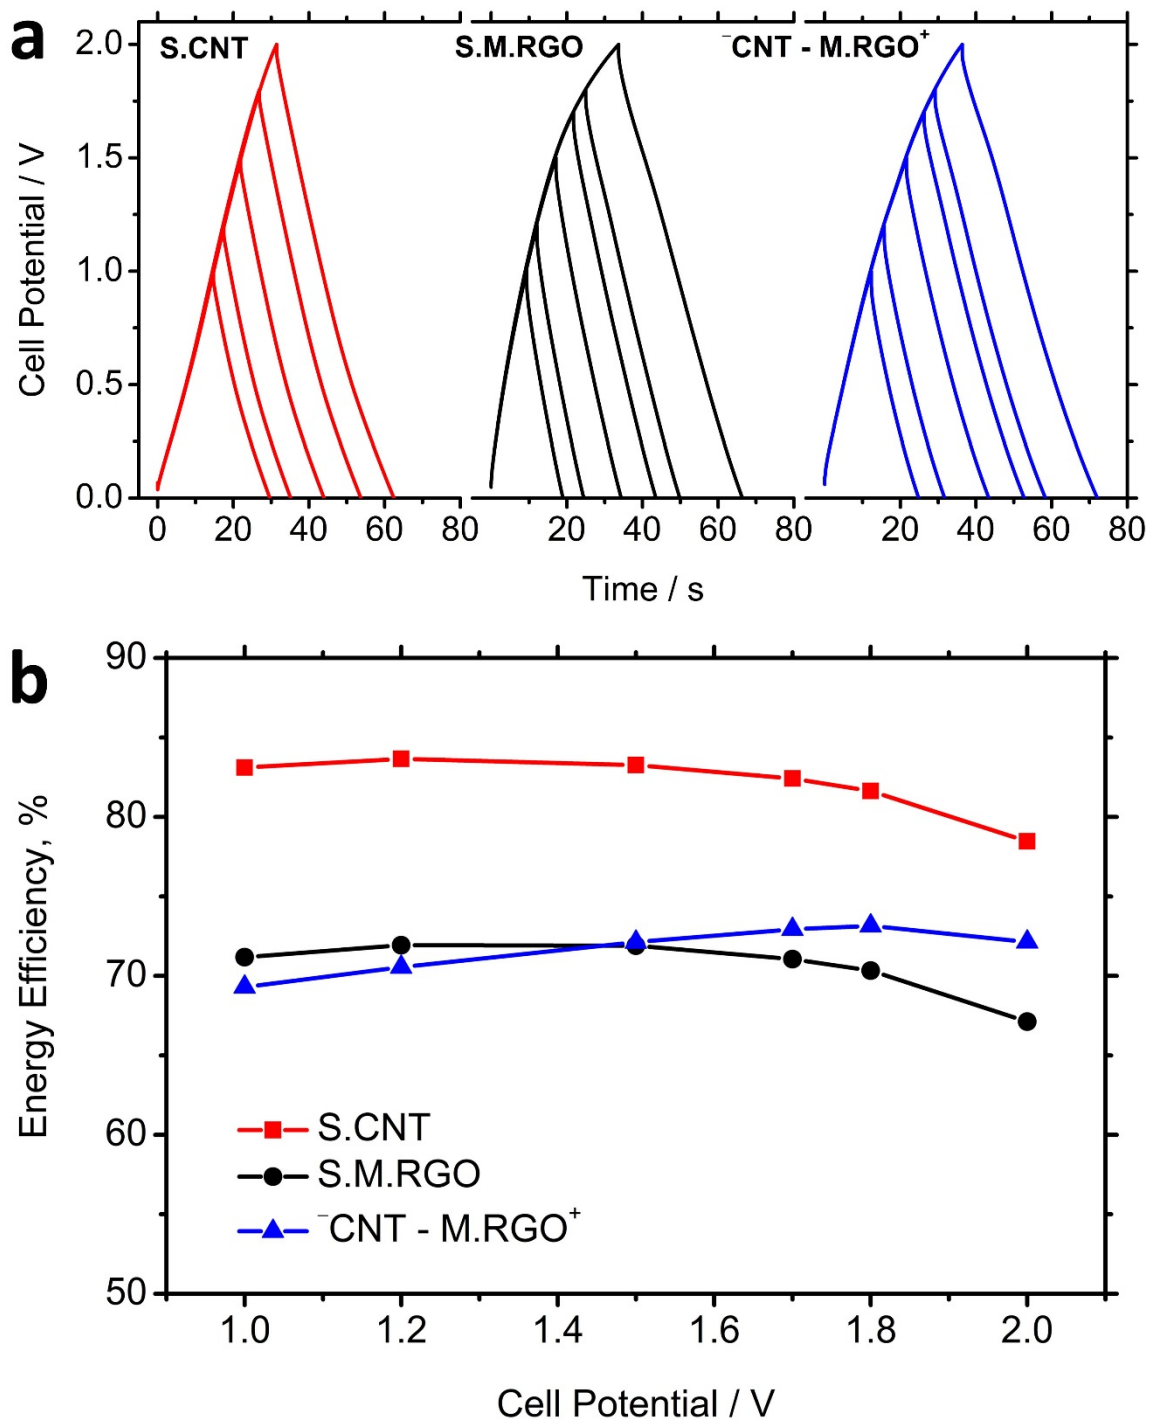 a
S.CNT S.M.RGO ⁻CNT - M.RGO⁺
2.0
1.5
1.0
0.5
0.0
Cell Potential / V
0 20 40 60 80 20 40 60 80 20 40 60 80
Time / s
b
90
80
70
60
50
Energy Efficiency, %
S.CNT
S.M.RGO
⁻CNT - M.RGO⁺
1.0 1.2 1.4 1.6 1.8 2.0
Cell Potential / V